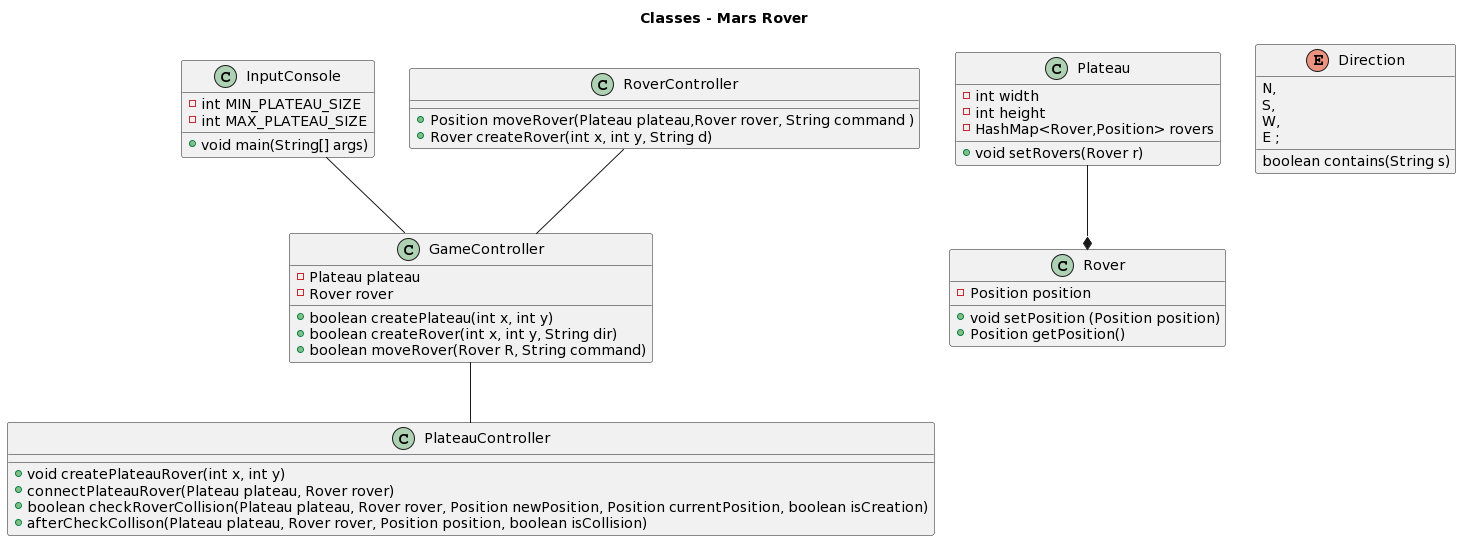 Classes - Mars Rover
C InputConsole
int MIN_PLATEAU_SIZE
int MAX_PLATEAU_SIZE
void main(String[] args)
C RoverController
Position moveRover(Plateau plateau,Rover rover, String command )
Rover createRover(int x, int y, String d)
C Plateau
int width
int height
HashMap<Rover,Position> rovers
void setRovers(Rover r)
E Direction
N,
S,
W,
E ;
boolean contains(String s)
C GameController
Plateau plateau
Rover rover
boolean createPlateau(int x, int y)
boolean createRover(int x, int y, String dir)
boolean moveRover(Rover R, String command)
C Rover
Position position
void setPosition (Position position)
Position getPosition()
C PlateauController
void createPlateauRover(int x, int y)
connectPlateauRover(Plateau plateau, Rover rover)
boolean checkRoverCollision(Plateau plateau, Rover rover, Position newPosition, Position currentPosition, boolean isCreation)
afterCheckCollison(Plateau plateau, Rover rover, Position position, boolean isCollision)